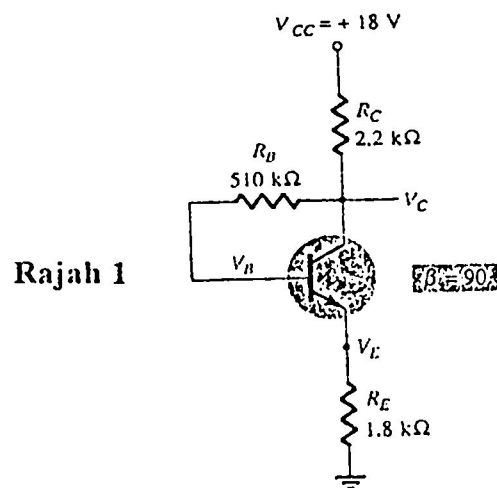 V_CC = + 18 V
R_C
2.2 kΩ
R_B
510 kΩ
V_C
Rajah 1
V_B
β = 90
V_E
R_E
1.8 kΩ